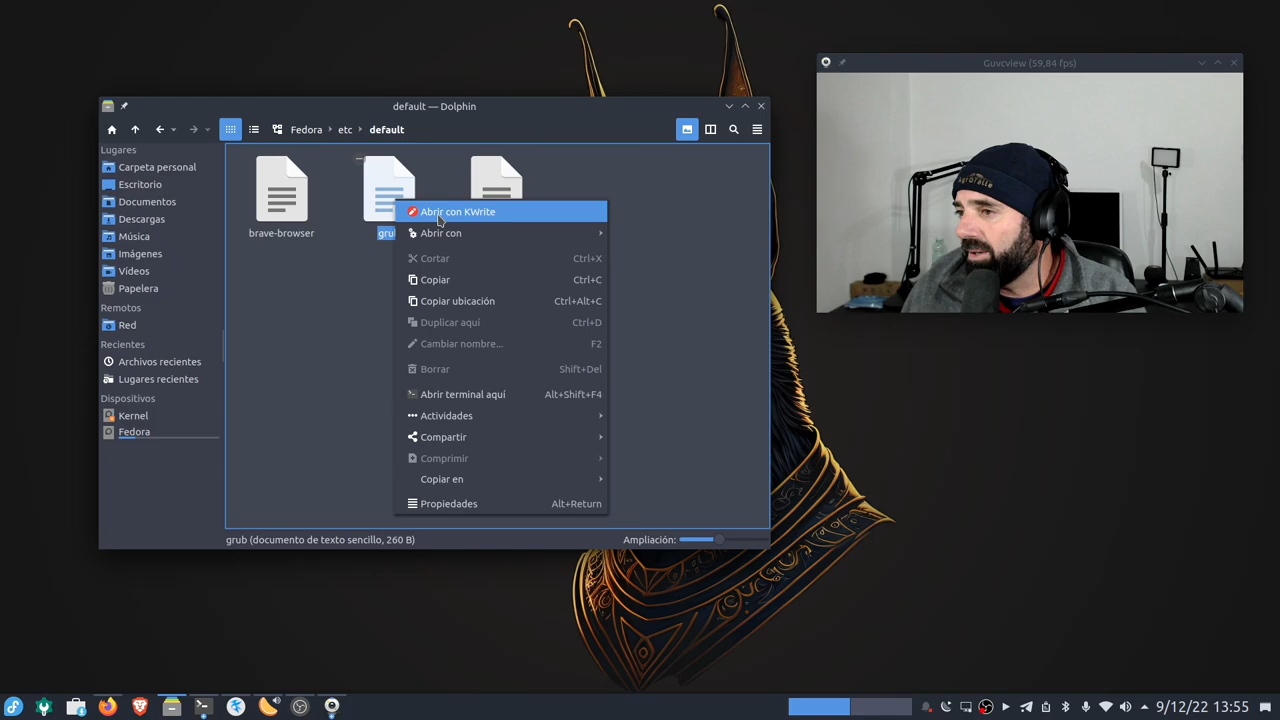 Guvcview (59,84 fps)
default — Dolphin
Fedora
etc
default
Lugares
Carpeta personal
Escritorio
Documentos
Descargas
Música
Imágenes
Vídeos
Papelera
Remotos
Red
Recientes
Archivos recientes
Lugares recientes
Dispositivos
Kernel
Fedora
brave-browser
Abrir con KWrite
Abrir con
Cortar Ctrl+X
Copiar Ctrl+C
Copiar ubicación Ctrl+Alt+C
Duplicar aquí Ctrl+D
Cambiar nombre... F2
Borrar Shift+Del
Abrir terminal aquí Alt+Shift+F4
Actividades
Compartir
Comprimir
Copiar en
Propiedades Alt+Return
grub (documento de texto sencillo, 260 B)
Ampliación:
9/12/22 13:55